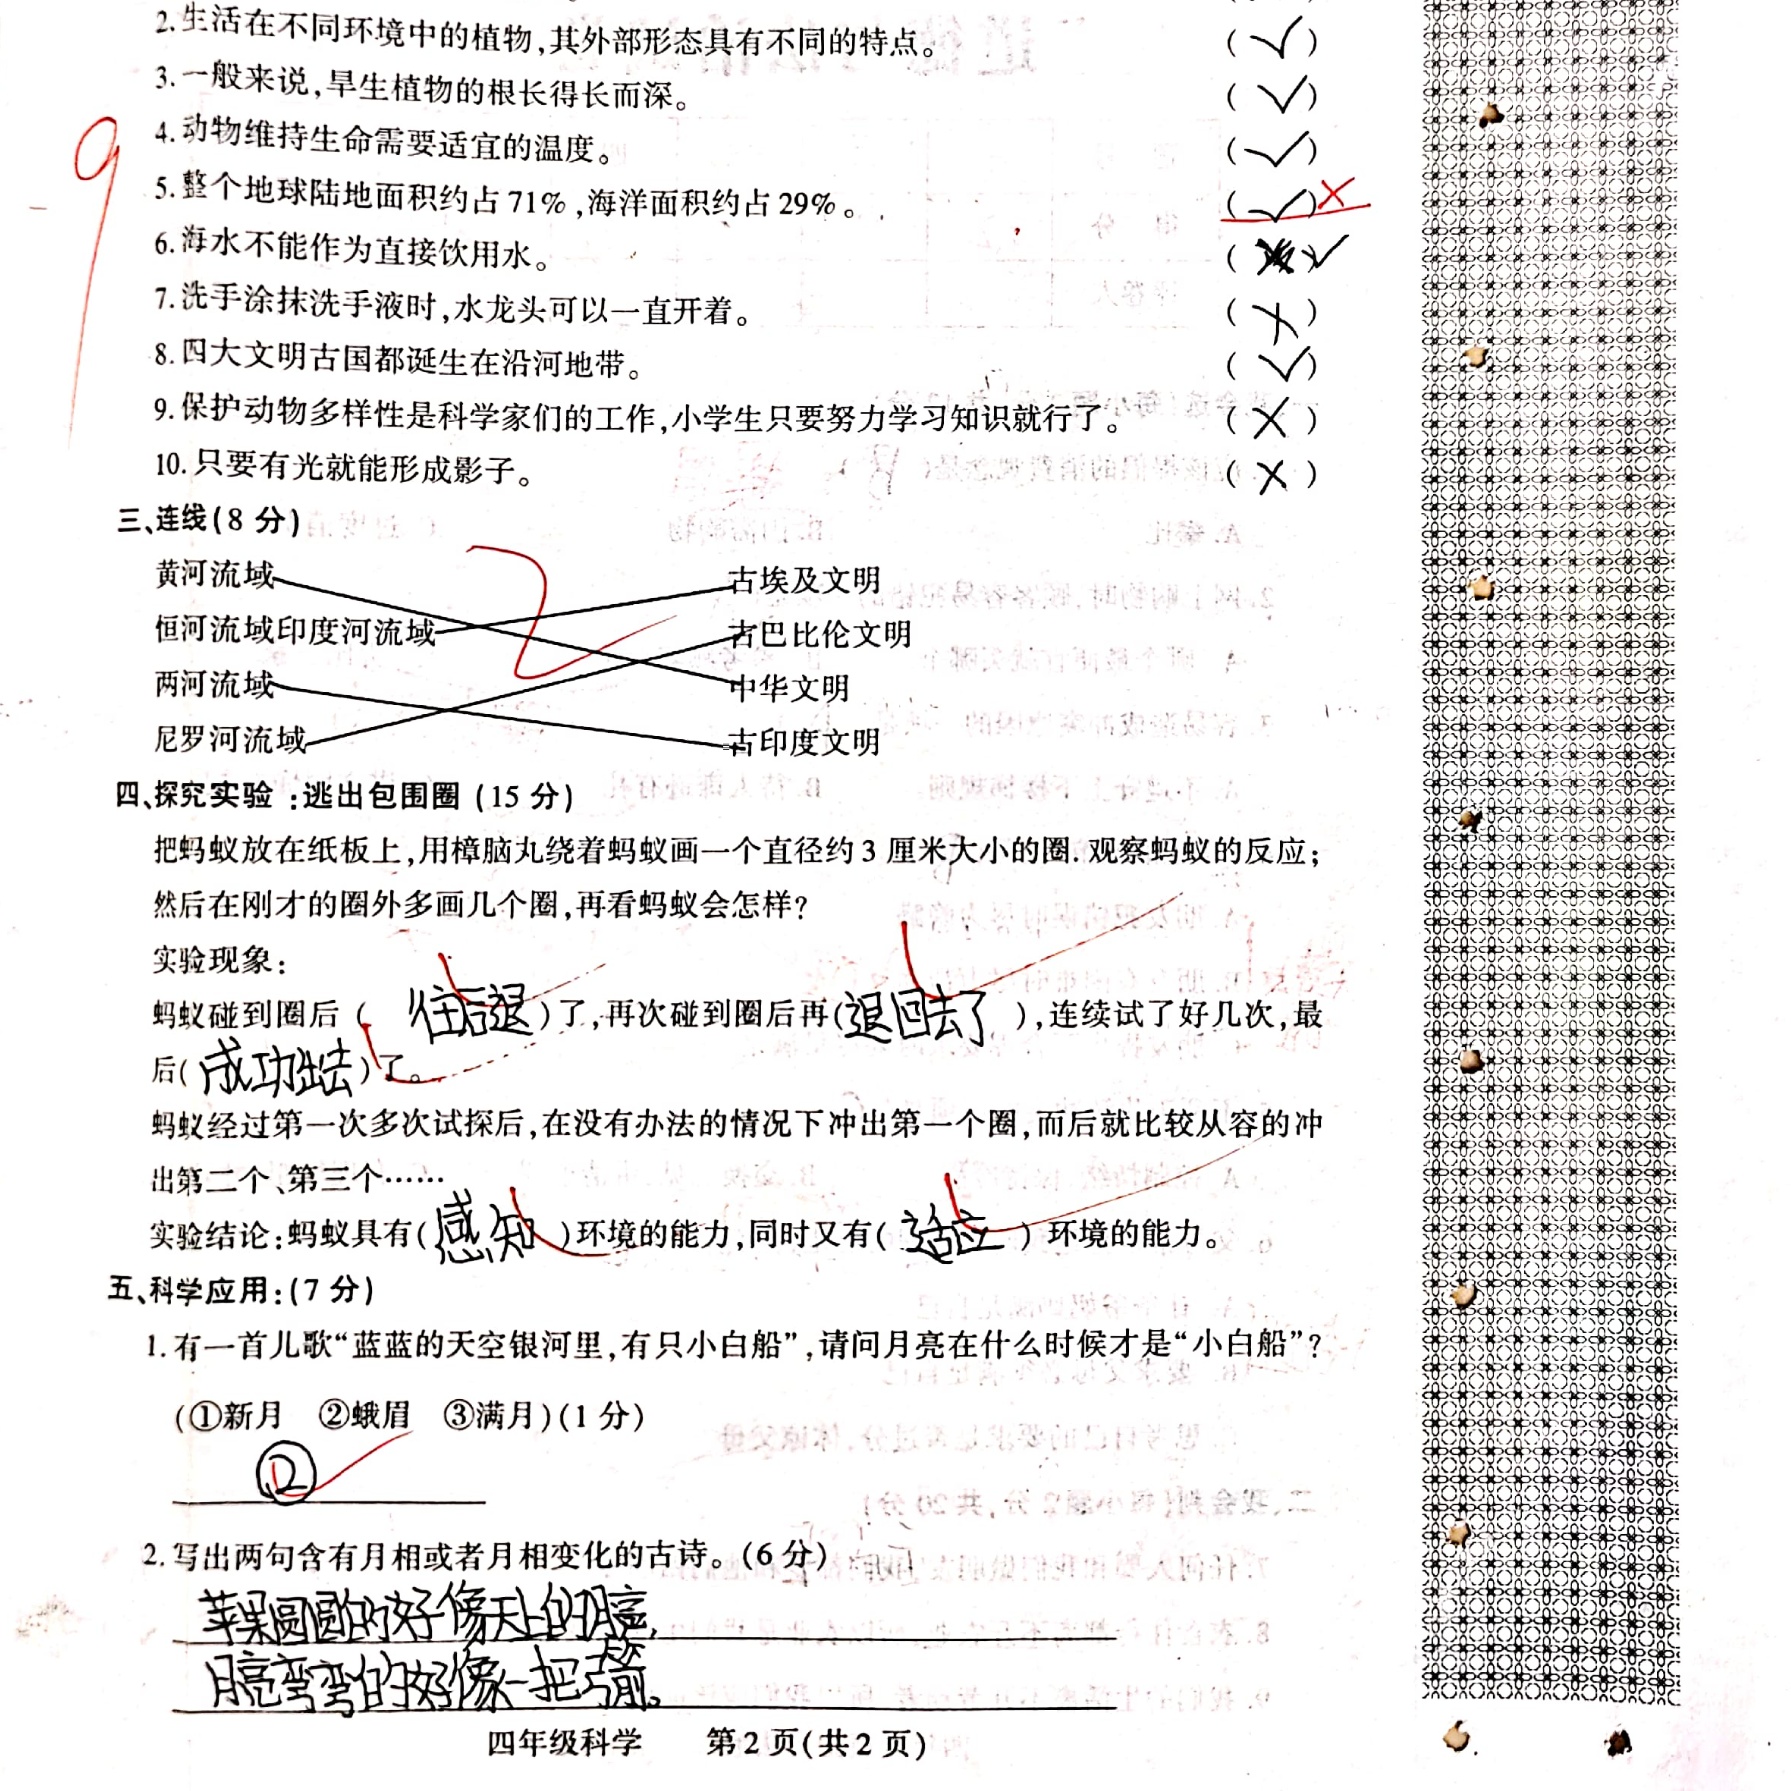 2.生活在不同环境中的植物,其外部形态具有不同的特点。 (√)
3.一般来说,旱生植物的根长得长而深。 (√)
4.动物维持生命需要适宜的温度。 (√)
5.整个地球陆地面积约占71%,海洋面积约占29%。 (√)×
6.海水不能作为直接饮用水。 ( )√
7.洗手涂抹洗手液时,水龙头可以一直开着。 (×)
8.四大文明古国都诞生在沿河地带。 (√)
9.保护动物多样性是科学家们的工作,小学生只要努力学习知识就行了。 (×)
10.只要有光就能形成影子。 (×)
-9
三、连线(8分)
黄河流域 古埃及文明
恒河流域印度河流域 古巴比伦文明
两河流域 中华文明
尼罗河流域 古印度文明
四、探究实验:逃出包围圈(15分)
把蚂蚁放在纸板上,用樟脑丸绕着蚂蚁画一个直径约3厘米大小的圈.观察蚂蚁的反应;
然后在刚才的圈外多画几个圈,再看蚂蚁会怎样?
实验现象:
蚂蚁碰到圈后(往后退)了,再次碰到圈后再(退回去了),连续试了好几次,最
后(成功出去)了。
蚂蚁经过第一次多次试探后,在没有办法的情况下冲出第一个圈,而后就比较从容的冲
出第二个、第三个……
实验结论:蚂蚁具有(感知)环境的能力,同时又有(适应)环境的能力。
五、科学应用:(7分)
1.有一首儿歌“蓝蓝的天空银河里,有只小白船”,请问月亮在什么时候才是“小白船”?
(①新月 ②蛾眉 ③满月)(1分)
②
2.写出两句含有月相或者月相变化的古诗。(6分)
苹果圆圆的好像天上的月亮,
月亮弯弯的好像一把弓箭。
四年级科学 第2页(共2页)